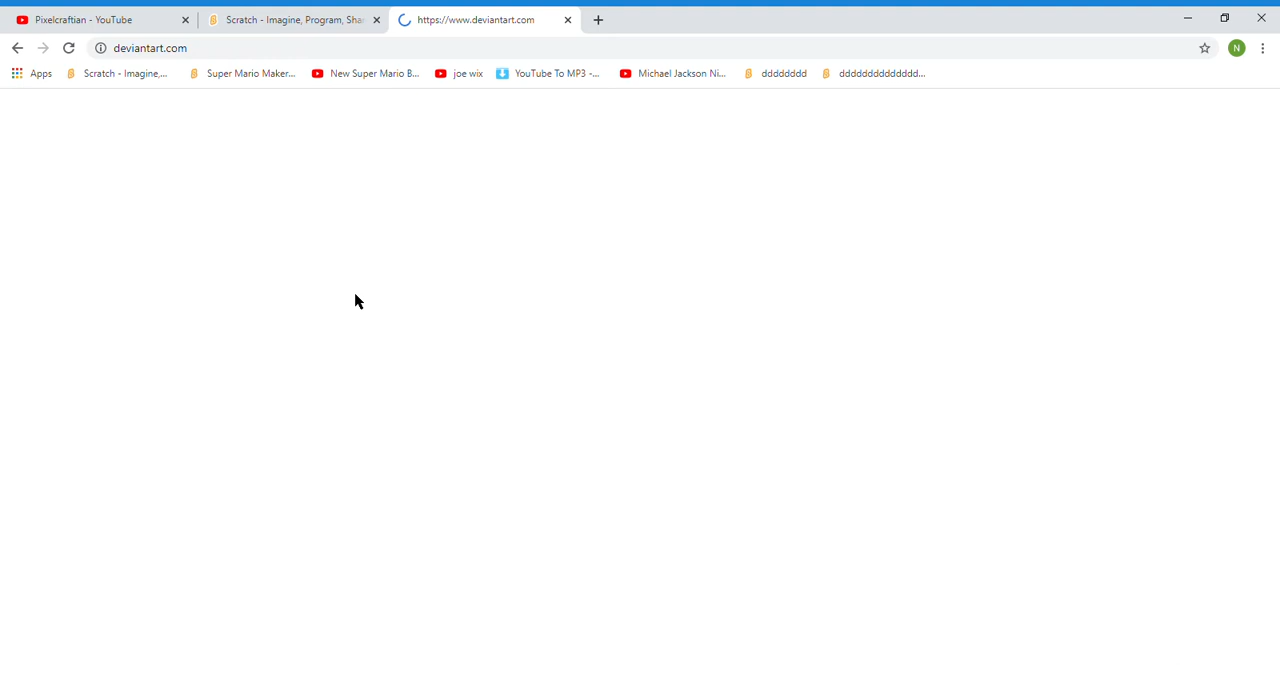 Pixelcraftian - YouTube
Scratch - Imagine, Program, Sha
https://www.deviantart.com
deviantart.com
N
Apps
Scratch - Imagine,...
Super Mario Maker...
New Super Mario B...
joe wix
YouTube To MP3 -...
Michael Jackson Ni...
dddddddd
dddddddddddddd...